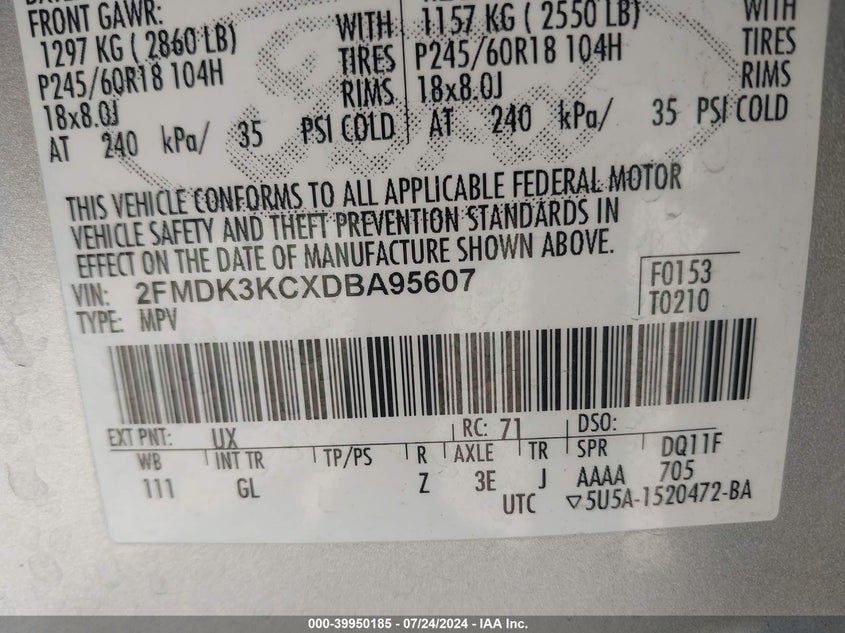 FRONT GAWR: WITH 1157 KG ( 2550 LB) WITH
1297 KG ( 2860 LB) TIRES P245/60R18 104H TIRES
P245/60R18 104H RIMS 18x8.0J RIMS
18x8.0J
AT 240 kPa/ 35 PSI COLD AT 240 kPa/ 35 PSI COLD
THIS VEHICLE CONFORMS TO ALL APPLICABLE FEDERAL MOTOR
VEHICLE SAFETY AND THEFT PREVENTION STANDARDS IN
EFFECT ON THE DATE OF MANUFACTURE SHOWN ABOVE.
VIN: 2FMDK3KCXDBA95607 F0153
TYPE: MPV T0210
EXT PNT: UX RC: 71 DSO:
WB INT TR TP/PS R AXLE TR SPR DQ11F
111 GL Z 3E J AAAA 705
UTC ▽5U5A-1520472-BA
000-39950185 - 07/24/2024 - IAA Inc.